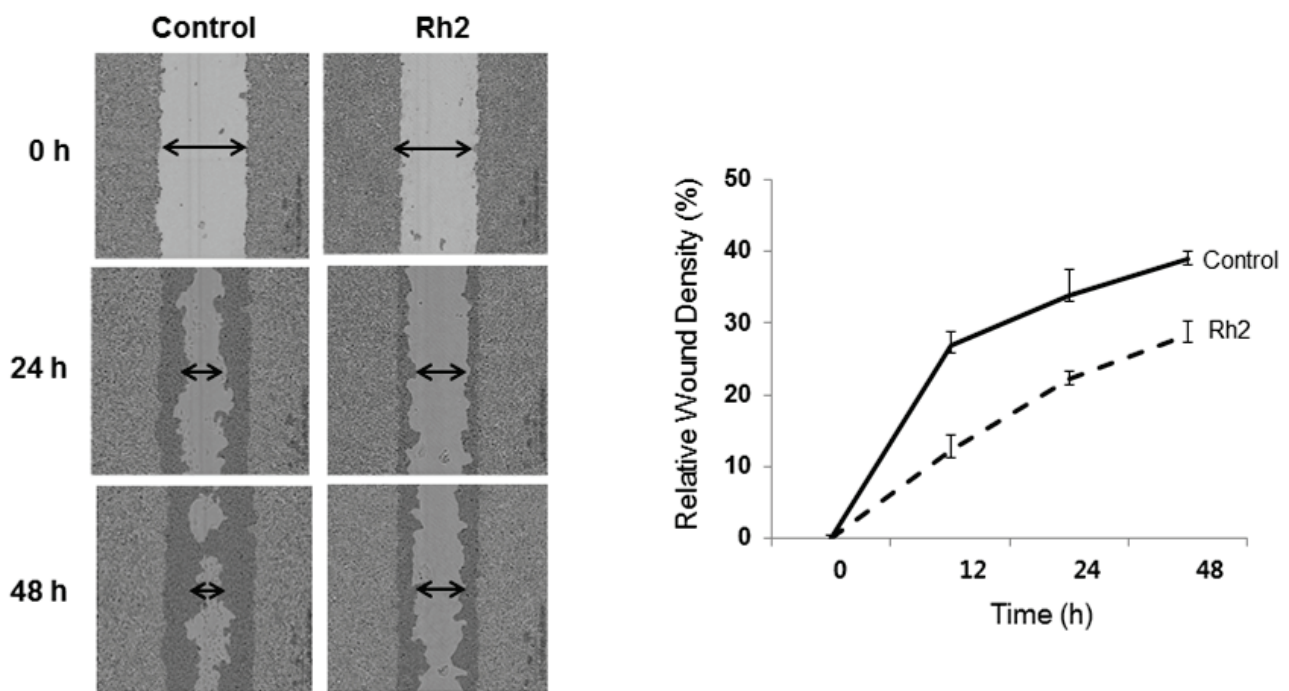 Control Rh2
0 h
24 h
48 h
Relative Wound Density (%)
50
40
30
20
10
0
Control
Rh2
0 12 24 48
Time (h)